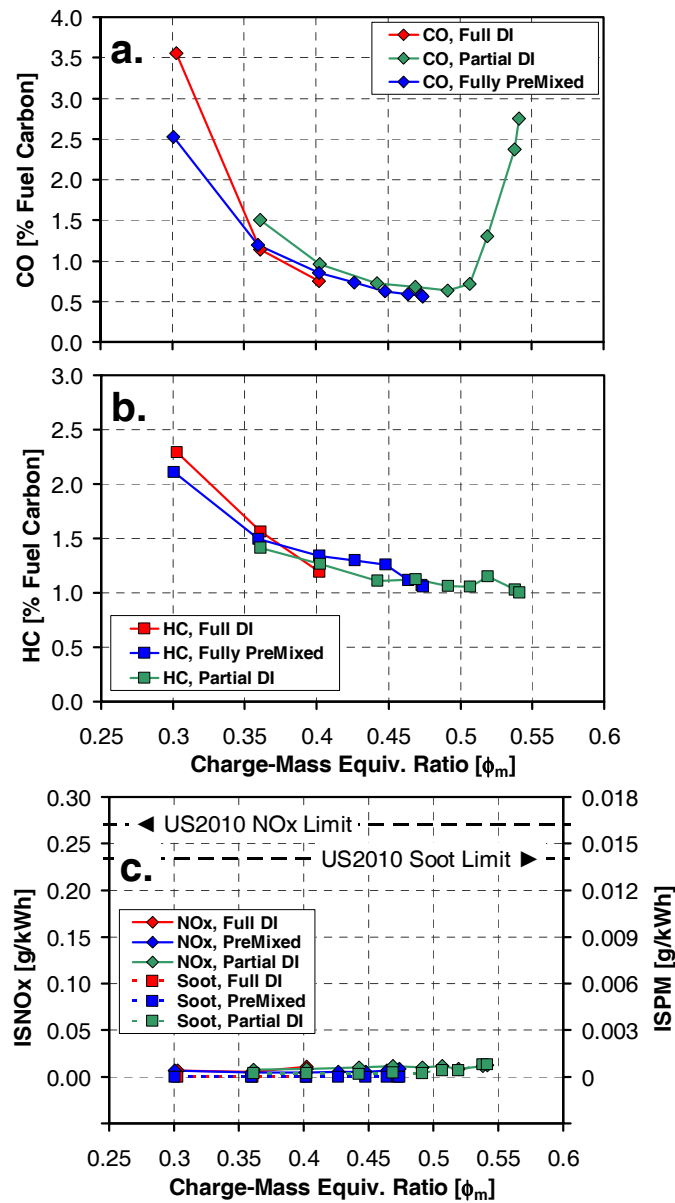 a.
CO, Full DI
CO, Partial DI
CO, Fully PreMixed
4.0
3.5
3.0
2.5
2.0
1.5
1.0
0.5
0.0
CO [% Fuel Carbon]
b.
3.0
2.5
2.0
1.5
1.0
0.5
0.0
HC [% Fuel Carbon]
HC, Full DI
HC, Fully PreMixed
HC, Partial DI
0.25 0.3 0.35 0.4 0.45 0.5 0.55 0.6
Charge-Mass Equiv. Ratio [ϕm]
0.30
0.25
0.20
0.15
0.10
0.05
0.00
ISNOx [g/kWh]
◄ US2010 NOx Limit
US2010 Soot Limit ►
c.
NOx, Full DI
NOx, PreMixed
NOx, Partial DI
Soot, Full DI
Soot, PreMixed
Soot, Partial DI
0.018
0.015
0.012
0.009
0.006
0.003
0
ISPM [g/kWh]
0.25 0.3 0.35 0.4 0.45 0.5 0.55 0.6
Charge-Mass Equiv. Ratio [ϕm]